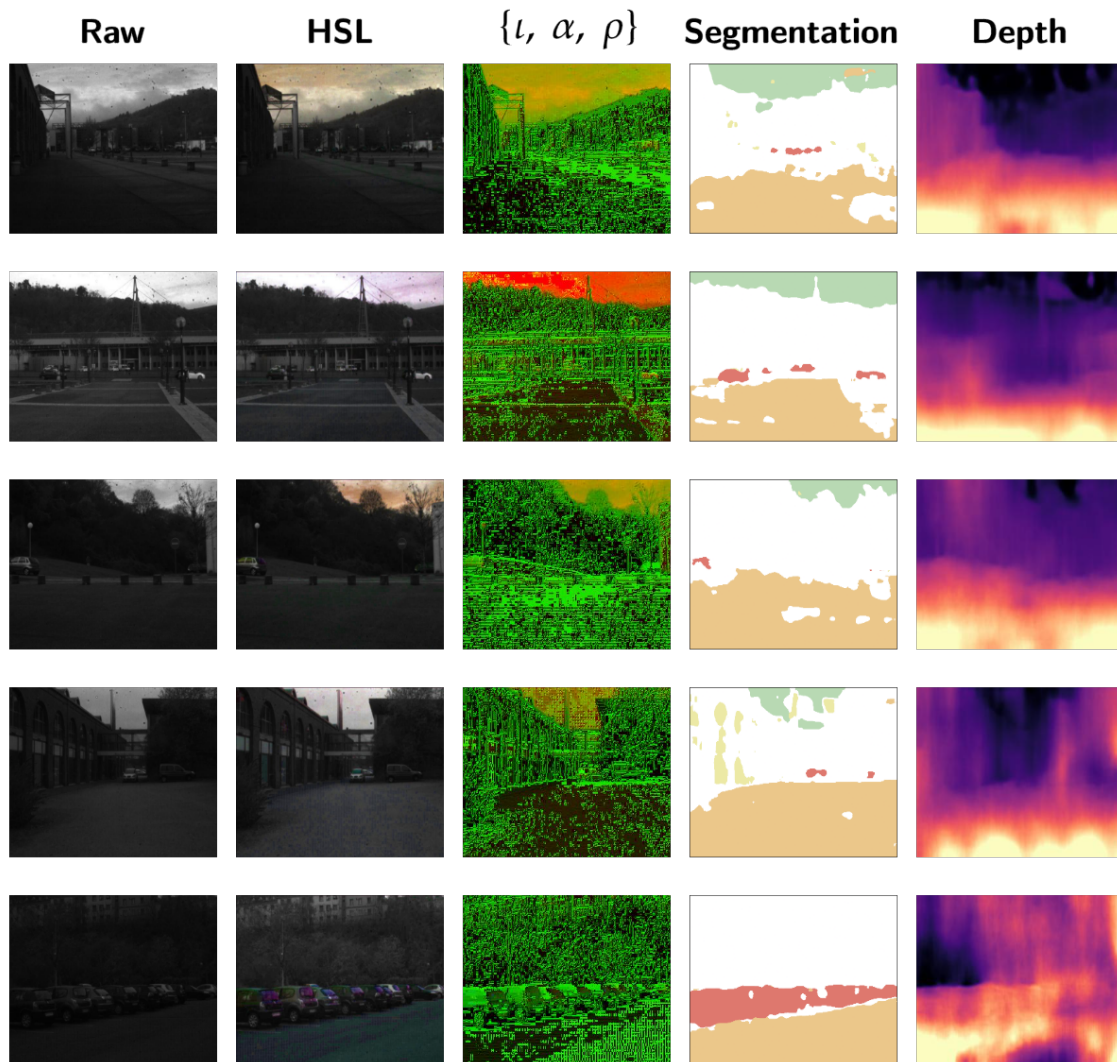 Raw HSL {ι, α, ρ} Segmentation Depth